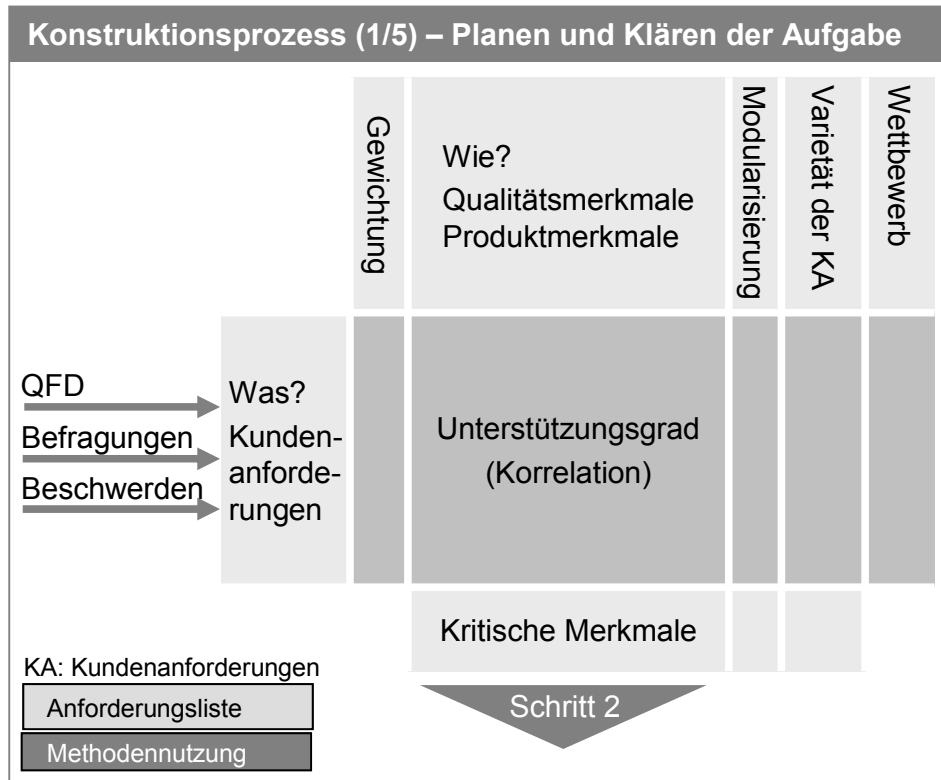 Konstruktionsprozess (1/5) – Planen und Klären der Aufgabe
Gewichtung
Wie?
Qualitätsmerkmale
Produktmerkmale
Modularisierung
Varietät der KA
Wettbewerb
QFD
Befragungen
Beschwerden
Was?
Kunden-
anforde-
rungen
Unterstützungsgrad
(Korrelation)
Kritische Merkmale
KA: Kundenanforderungen
Anforderungsliste
Methodennutzung
Schritt 2